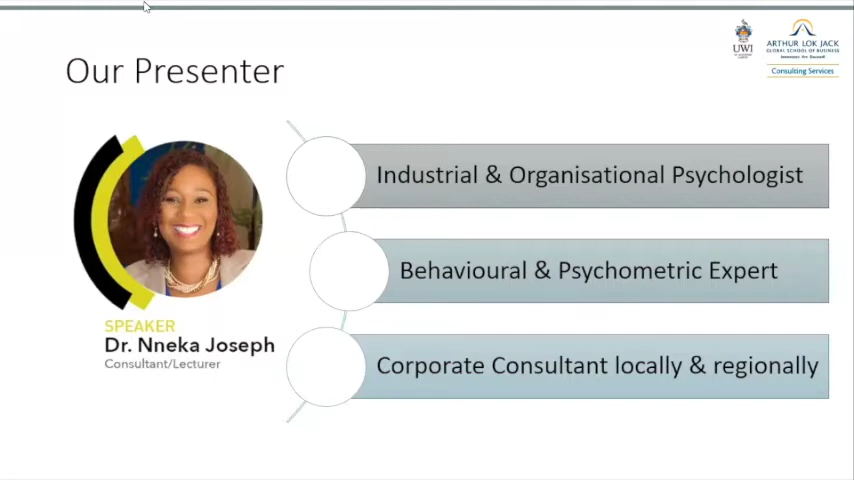 UWI
ARTHUR LOK JACK
GLOBAL SCHOOL OF BUSINESS
Consulting Services
Our Presenter
Industrial & Organisational Psychologist
Behavioural & Psychometric Expert
SPEAKER
Dr. Nneka Joseph
Consultant/Lecturer
Corporate Consultant locally & regionally